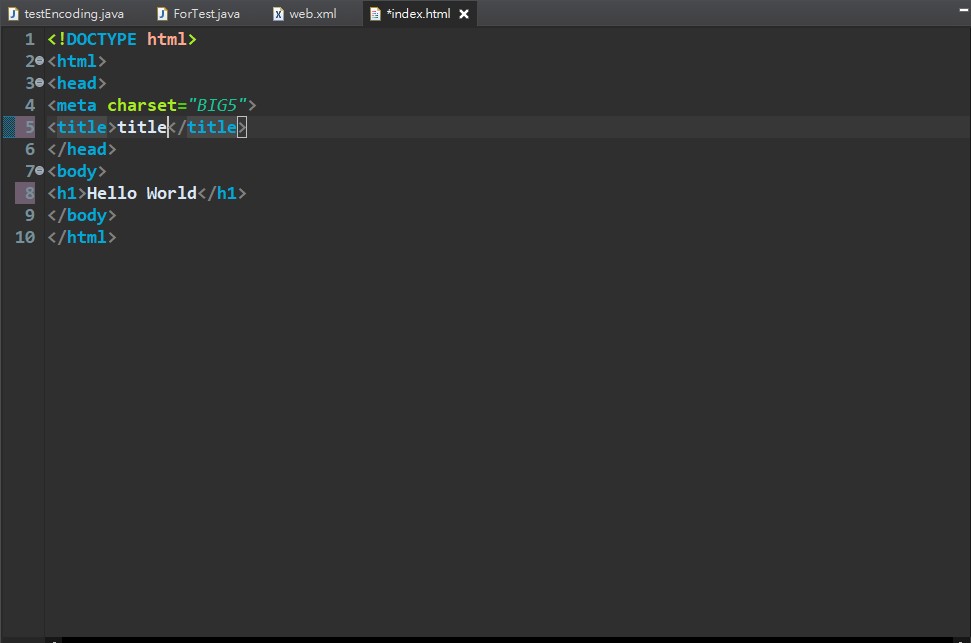 testEncoding.java ForTest.java web.xml *index.html
1 <!DOCTYPE html>
2 <html>
3 <head>
4 <meta charset="BIG5">
5 <title>title</title>
6 </head>
7 <body>
8 <h1>Hello World</h1>
9 </body>
10 </html>